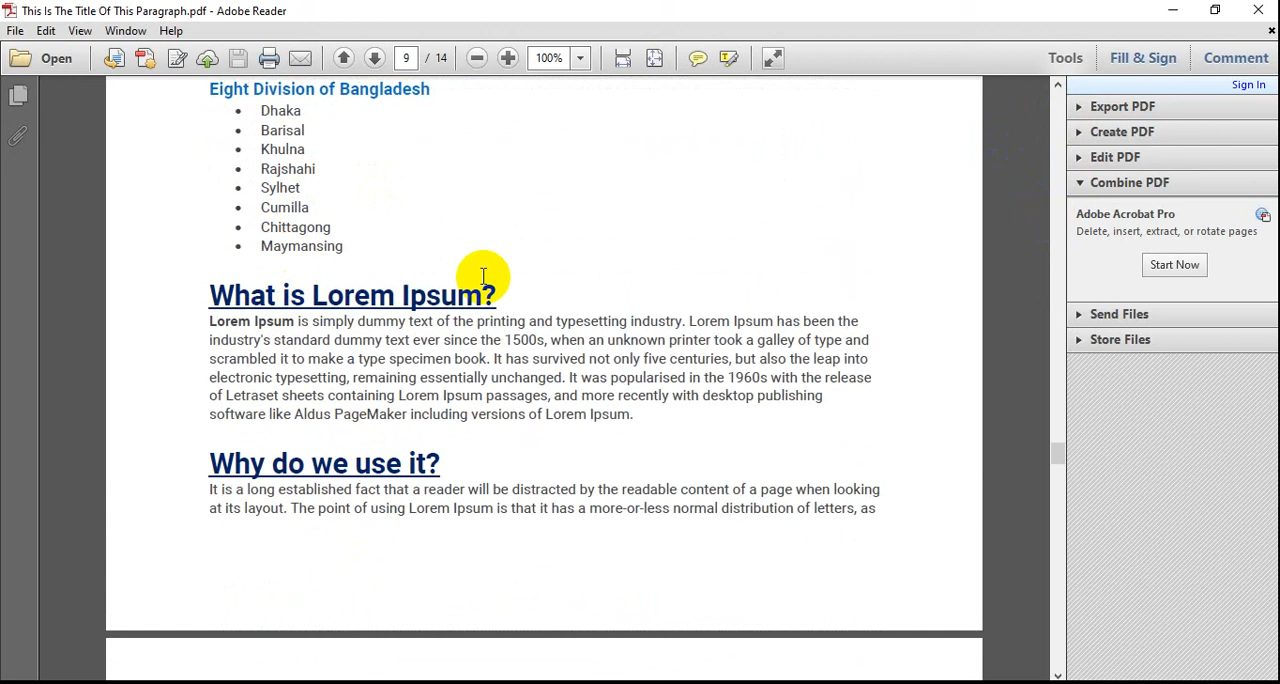 This Is The Title Of This Paragraph.pdf - Adobe Reader
File Edit View Window Help
Open 9 / 14 100% Tools Fill & Sign Comment
Sign In
Export PDF
Create PDF
Edit PDF
Combine PDF
Adobe Acrobat Pro
Delete, insert, extract, or rotate pages
Start Now
Send Files
Store Files
Eight Division of Bangladesh
• Dhaka
• Barisal
• Khulna
• Rajshahi
• Sylhet
• Cumilla
• Chittagong
• Maymansing
What is Lorem Ipsum?
Lorem Ipsum is simply dummy text of the printing and typesetting industry. Lorem Ipsum has been the
industry's standard dummy text ever since the 1500s, when an unknown printer took a galley of type and
scrambled it to make a type specimen book. It has survived not only five centuries, but also the leap into
electronic typesetting, remaining essentially unchanged. It was popularised in the 1960s with the release
of Letraset sheets containing Lorem Ipsum passages, and more recently with desktop publishing
software like Aldus PageMaker including versions of Lorem Ipsum.
Why do we use it?
It is a long established fact that a reader will be distracted by the readable content of a page when looking
at its layout. The point of using Lorem Ipsum is that it has a more-or-less normal distribution of letters, as